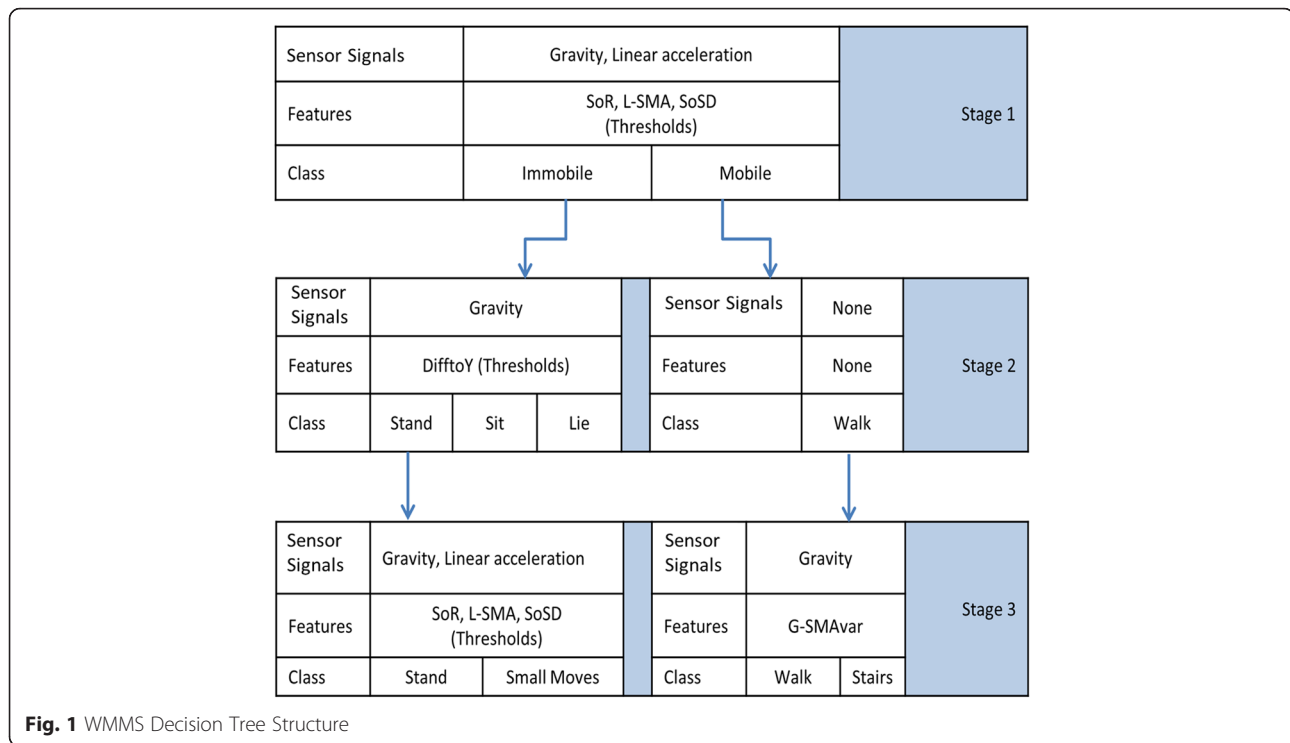 Sensor Signals
Gravity, Linear acceleration
Features
SoR, L-SMA, SoSD
(Thresholds)
Class
Immobile
Mobile
Stage 1
Sensor
Signals
Gravity
Features
DifftoY (Thresholds)
Class
Stand
Sit
Lie
Sensor Signals
None
Features
None
Class
Walk
Stage 2
Sensor
Signals
Gravity, Linear acceleration
Features
SoR, L-SMA, SoSD
(Thresholds)
Class
Stand
Small Moves
Sensor
Signals
Gravity
Features
G-SMAvar
Class
Walk
Stairs
Stage 3
Fig. 1 WMMS Decision Tree Structure